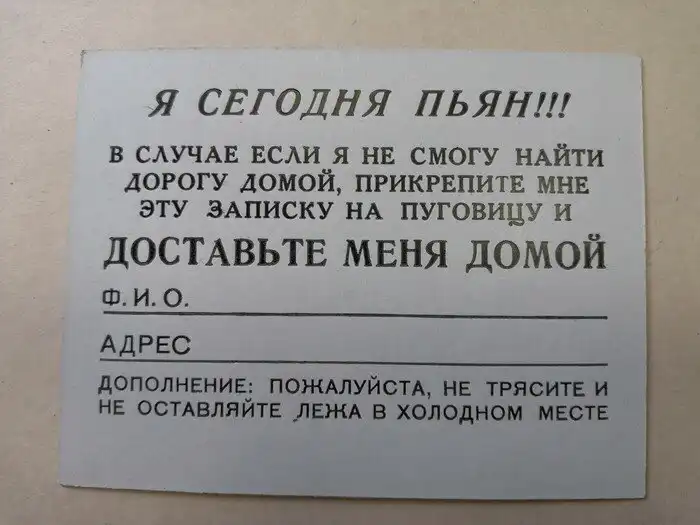 Я СЕГОДНЯ ПЬЯН!!!
В СЛУЧАЕ ЕСЛИ Я НЕ СМОГУ НАЙТИ
ДОРОГУ ДОМОЙ, ПРИКРЕПИТЕ МНЕ
ЭТУ ЗАПИСКУ НА ПУГОВИЦУ И
ДОСТАВЬТЕ МЕНЯ ДОМОЙ
Ф.И.О.
АДРЕС
ДОПОЛНЕНИЕ: ПОЖАЛУЙСТА, НЕ ТРЯСИТЕ И
НЕ ОСТАВЛЯЙТЕ ЛЕЖА В ХОЛОДНОМ МЕСТЕ